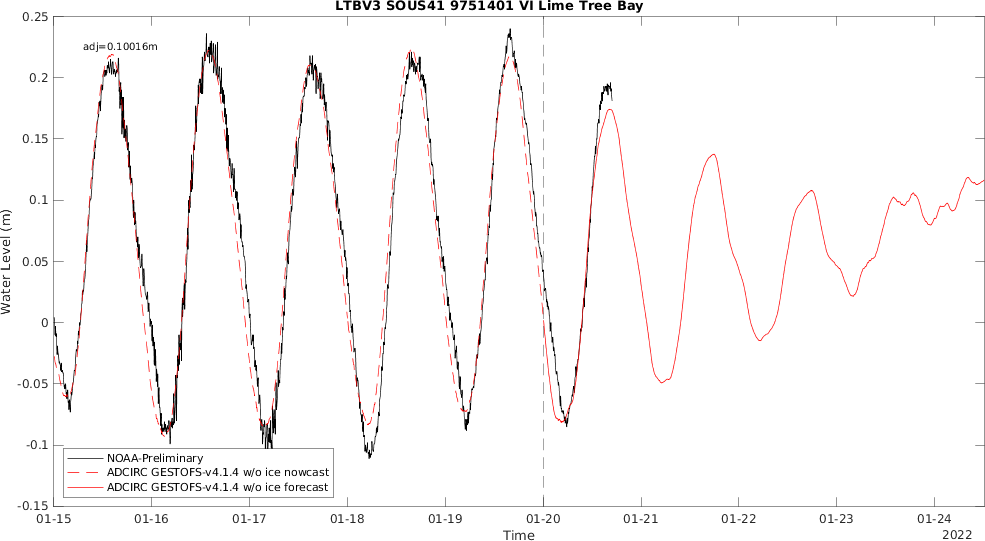 LTBV3 SOUS41 9751401 VI Lime Tree Bay
adj=0.10016m
Water Level (m)
0.25
0.2
0.15
0.1
0.05
0
-0.05
-0.1
-0.15
NOAA-Preliminary
ADCIRC GESTOFS-v4.1.4 w/o ice nowcast
ADCIRC GESTOFS-v4.1.4 w/o ice forecast
01-15 01-16 01-17 01-18 01-19 01-20 01-21 01-22 01-23 01-24
Time
2022